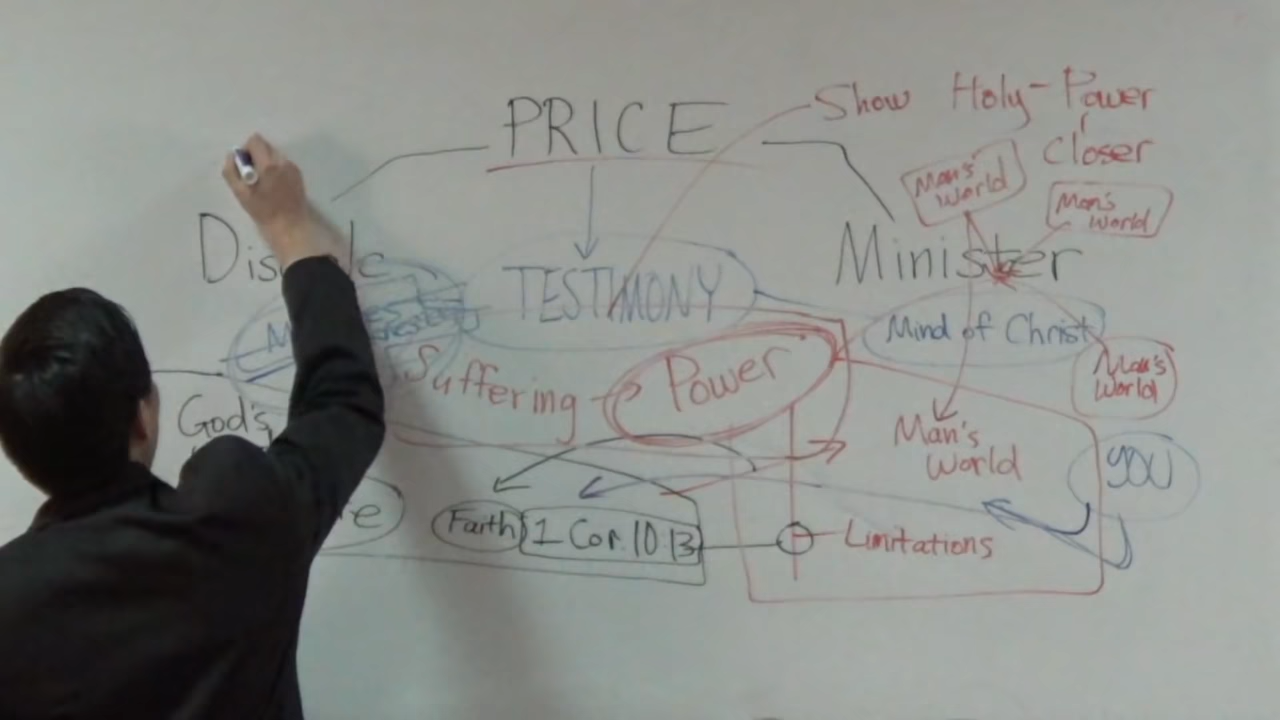 Show Holy-Power
PRICE
Closer
Man's
World
Man's
World
Minister
TESTIMONY
Mind of Christ
Suffering
Power
Man's
World
God's
Man's
World
YOU
Faith
1 Cor. 10:13
Limitations